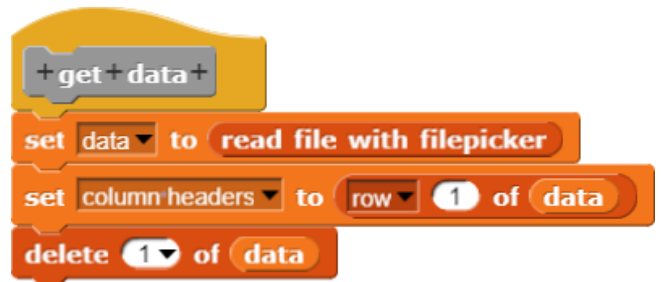 +get+data+
set data to read file with filepicker
set column headers to row 1 of data
delete 1 of data